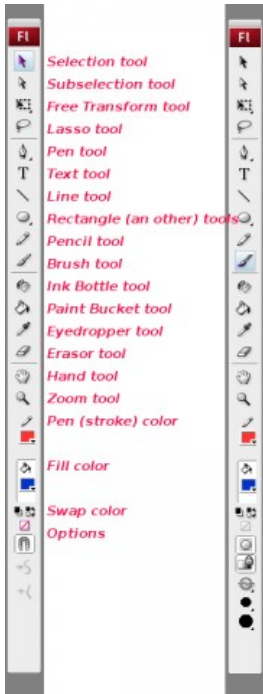 Fl Fl
Selection tool
Subselection tool
Free Transform tool
Lasso tool
Pen tool
T Text tool T
Line tool
Rectangle (an other) tools
Pencil tool
Brush tool
Ink Bottle tool
Paint Bucket tool
Eyedropper tool
Erasor tool
Hand tool
Zoom tool
Pen (stroke) color
Fill color
Swap color
Options